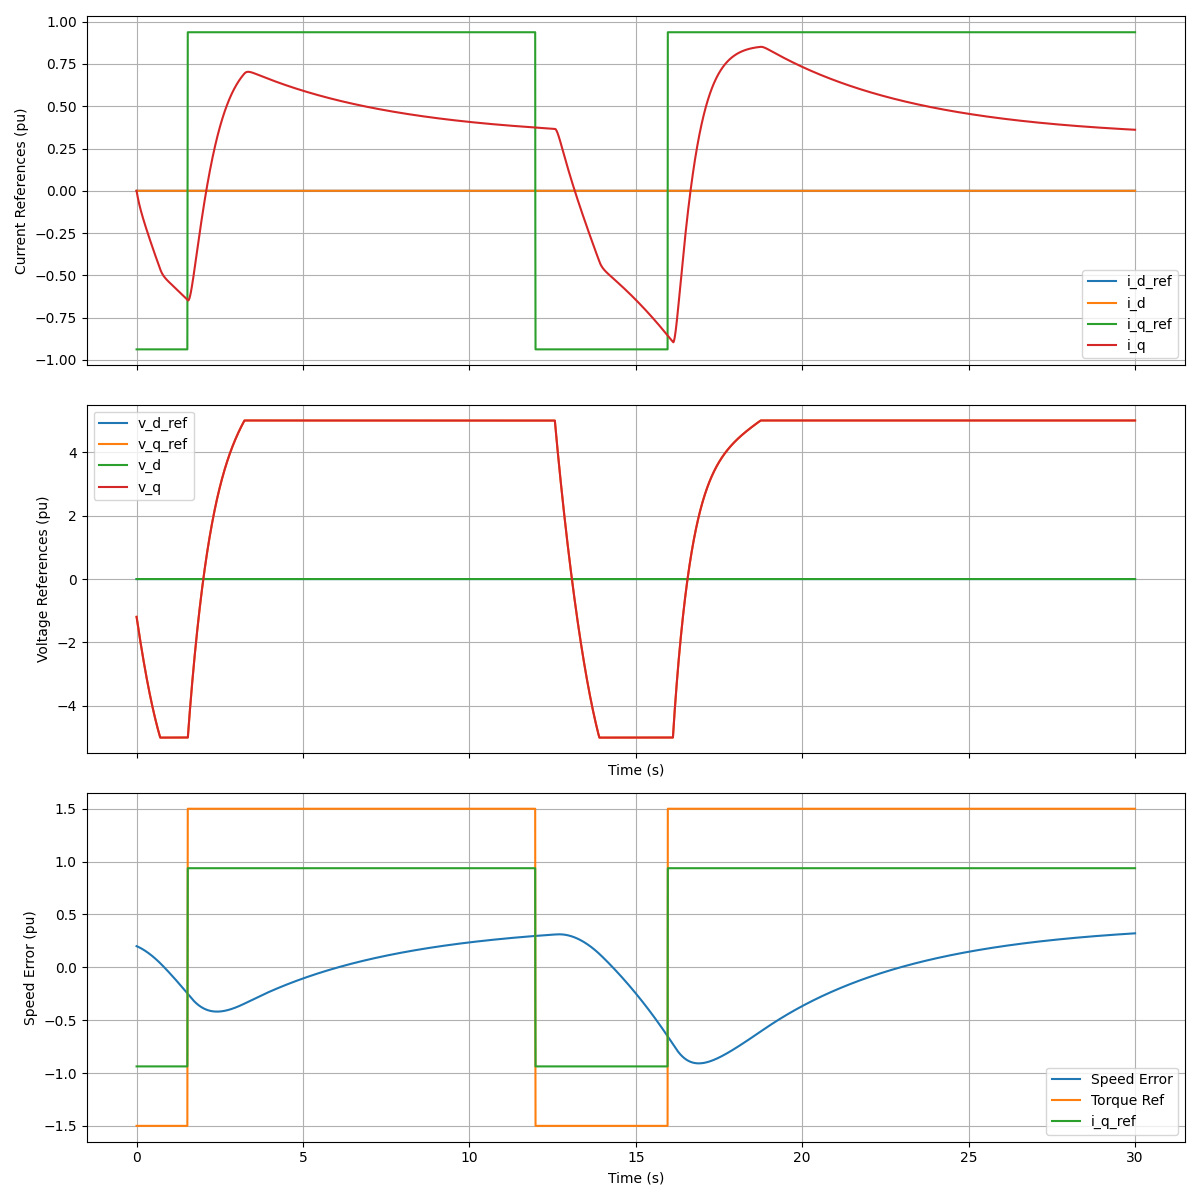 1.00
0.75
0.50
0.25
0.00
−0.25
−0.50
−0.75
−1.00
Current References (pu)
i_d_ref
i_d
i_q_ref
i_q
4
2
0
−2
−4
Voltage References (pu)
v_d_ref
v_q_ref
v_d
v_q
Time (s)
1.5
1.0
0.5
0.0
−0.5
−1.0
−1.5
Speed Error (pu)
Speed Error
Torque Ref
i_q_ref
0 5 10 15 20 25 30
Time (s)